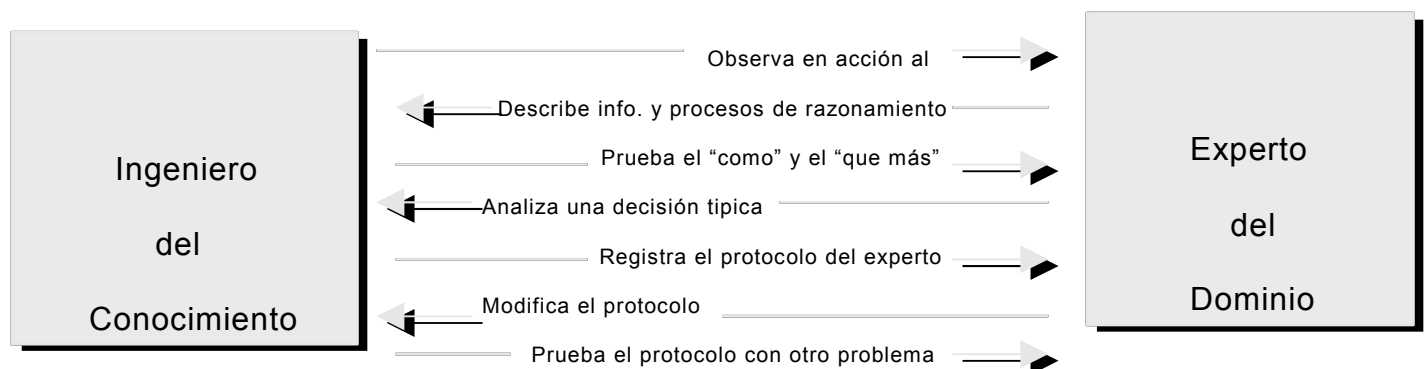 Ingeniero
del
Conocimiento
Observa en acción al
Describe info. y procesos de razonamiento
Prueba el “como” y el “que más”
Analiza una decisión tipica
Registra el protocolo del experto
Modifica el protocolo
Prueba el protocolo con otro problema
Experto
del
Dominio